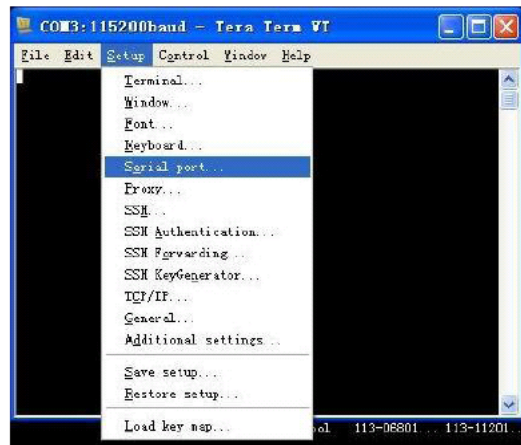 COM3:115200baud - Tera Term VT
File Edit Setup Control Window Help
Terminal...
Window...
Font...
Keyboard...
Serial port...
Proxy...
SSH...
SSH Authentication...
SSH Forwarding...
SSH KeyGenerator...
TCP/IP...
General...
Additional settings...
Save setup...
Restore setup...
Load key map...
113-06801... 113-11201...